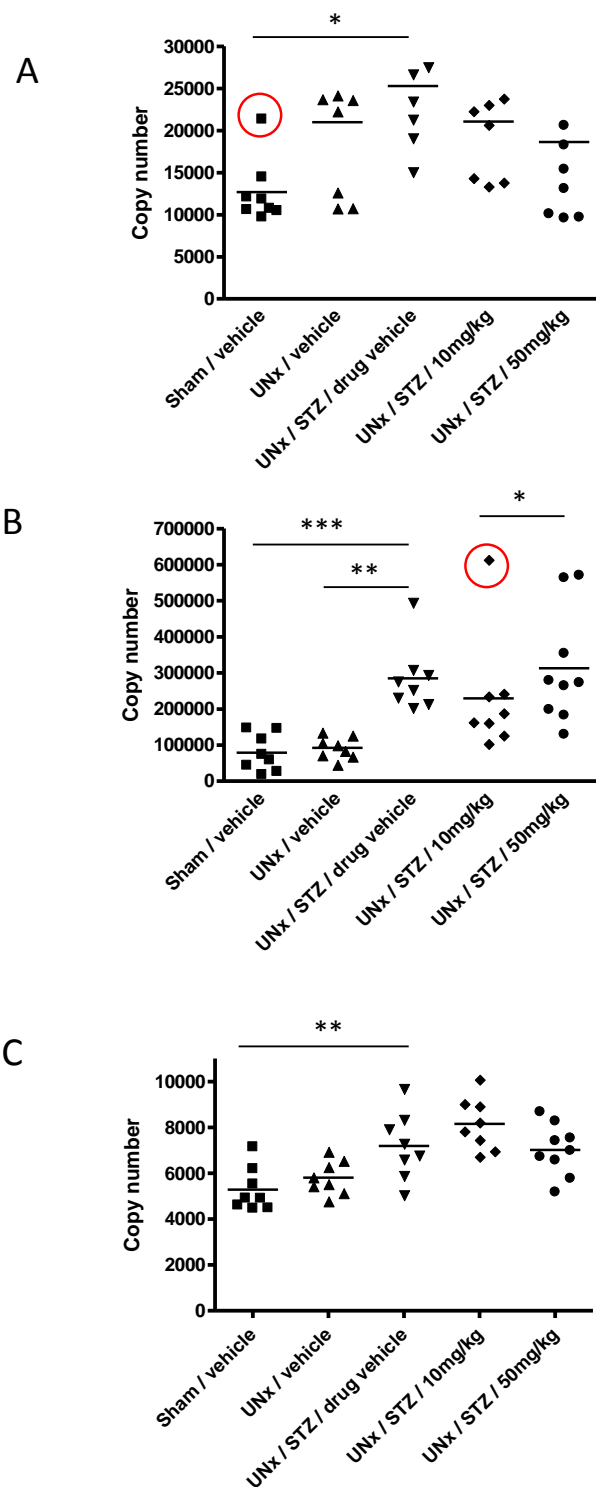 A
*
30000
25000
20000
15000
10000
5000
0
Copy number
Sham / vehicle
UNx / vehicle
UNx / STZ / drug vehicle
UNx / STZ / 10mg/kg
UNx / STZ / 50mg/kg
B
***
**
*
700000
600000
500000
400000
300000
200000
100000
0
Copy number
Sham / vehicle
UNx / vehicle
UNx / STZ / drug vehicle
UNx / STZ / 10mg/kg
UNx / STZ / 50mg/kg
C
**
10000
8000
6000
4000
2000
0
Copy number
Sham / vehicle
UNx / vehicle
UNx / STZ / drug vehicle
UNx / STZ / 10mg/kg
UNx / STZ / 50mg/kg